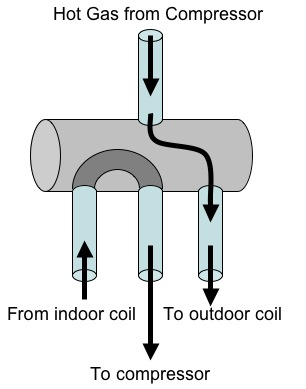 Hot Gas from Compressor
From indoor coil
To outdoor coil
To compressor